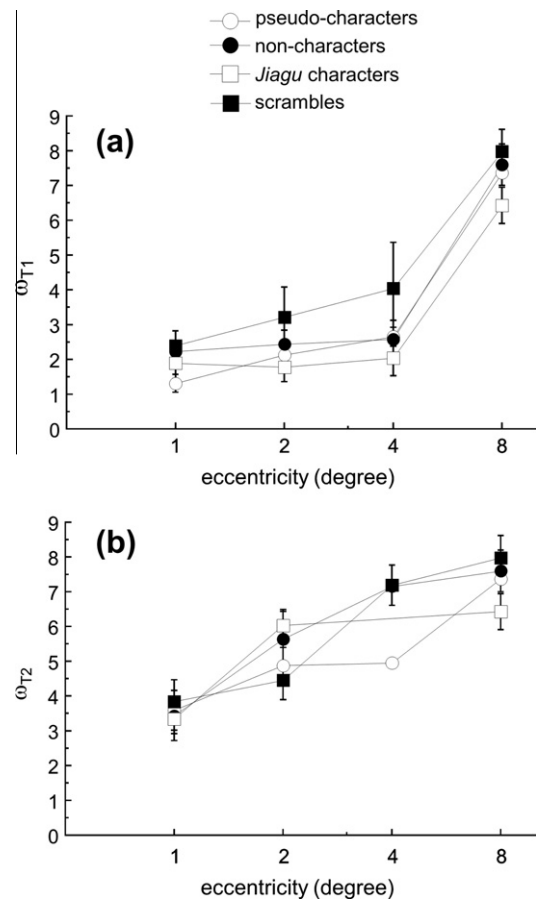 pseudo-characters
non-characters
Jiagu characters
scrambles
(a)
9
8
7
6
5
4
3
2
1
0
ωT1
1 2 4 8
eccentricity (degree)
(b)
9
8
7
6
5
4
3
2
1
0
ωT2
1 2 4 8
eccentricity (degree)